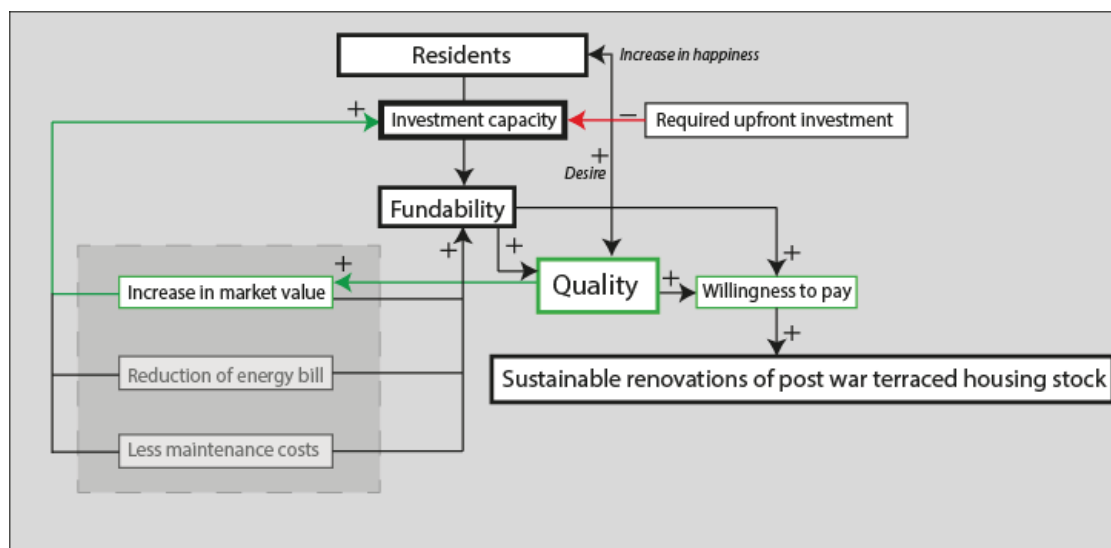 Residents
Increase in happiness
+
Investment capacity
−
Required upfront investment
+
Desire
Fundability
+
+
+
+
Increase in market value
Quality
+
Willingness to pay
+
Reduction of energy bill
Sustainable renovations of post war terraced housing stock
Less maintenance costs